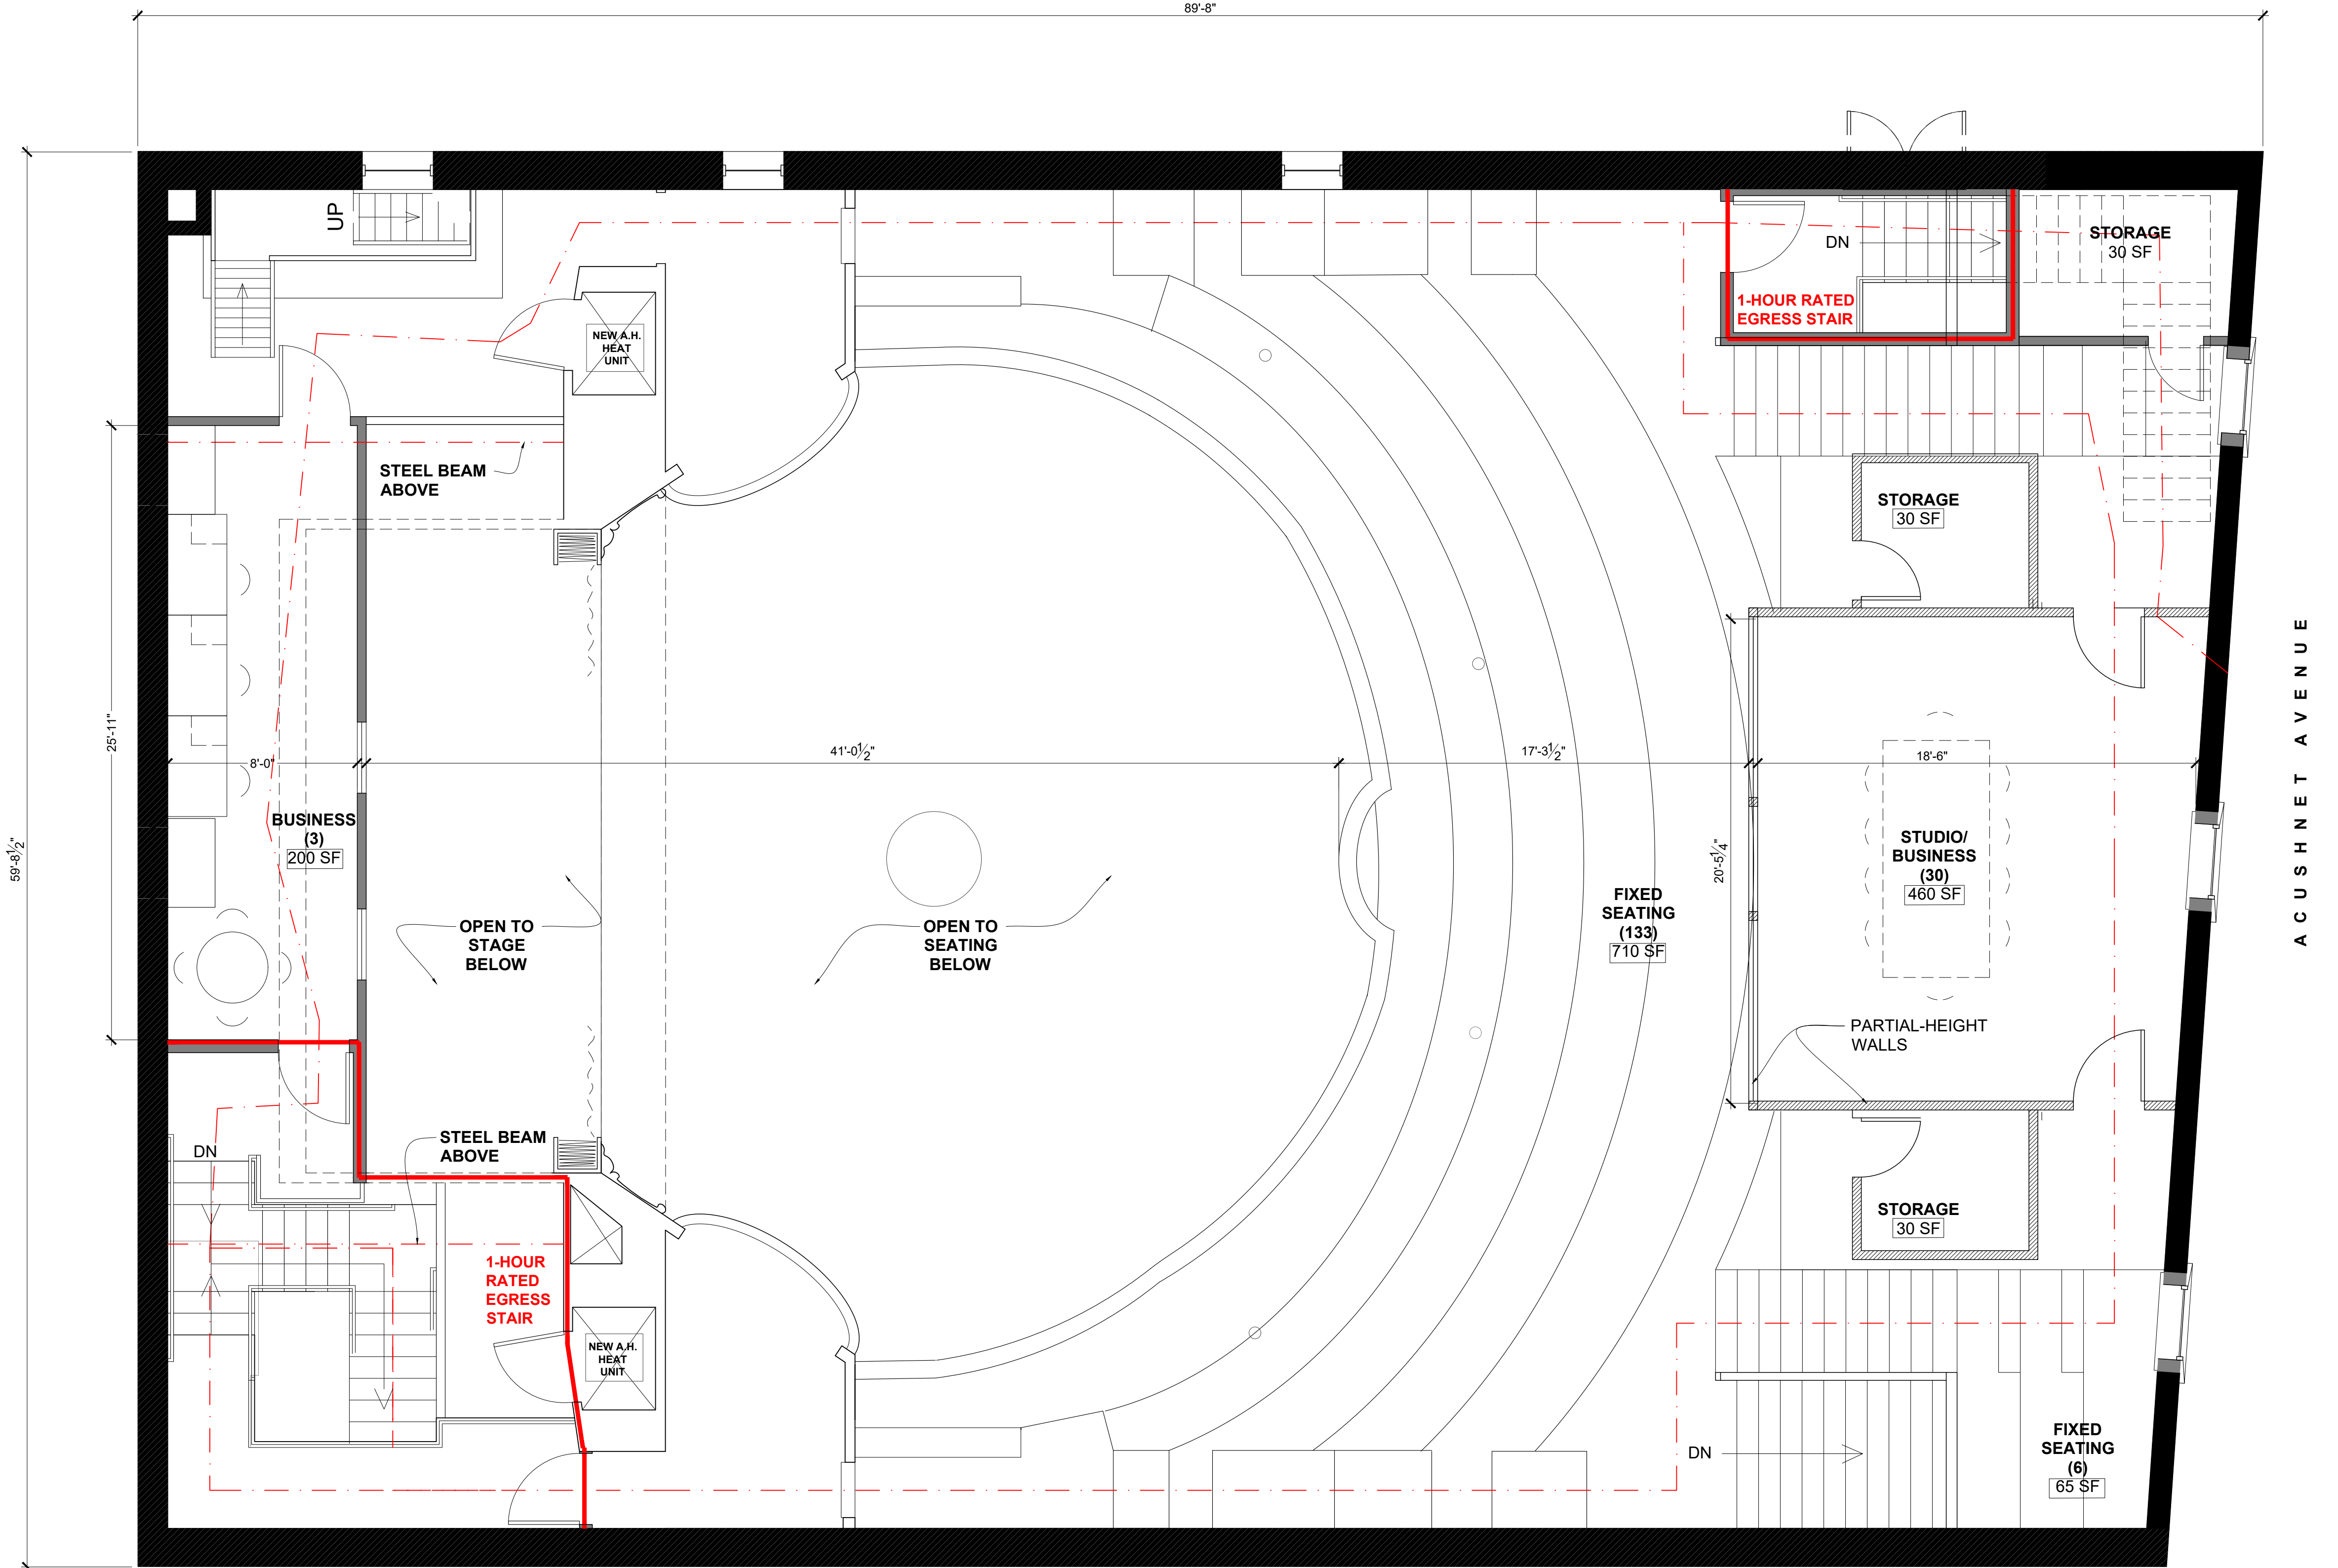 89'-8"
UP
STORAGE
30 SF
DN
1-HOUR RATED
EGRESS STAIR
NEW A.H.
HEAT
UNIT
STEEL BEAM
ABOVE
STORAGE
30 SF
25'-11"
59'-8½"
8'-0"
41'-0½"
17'-3½"
18'-6"
20'-5¼"
BUSINESS
(3)
200 SF
STUDIO/
BUSINESS
(30)
460 SF
ACUSHNET AVENUE
OPEN TO
STAGE
BELOW
OPEN TO
SEATING
BELOW
FIXED
SEATING
(133)
710 SF
PARTIAL-HEIGHT
WALLS
STEEL BEAM
ABOVE
DN
STORAGE
30 SF
1-HOUR
RATED
EGRESS
STAIR
NEW A.H.
HEAT
UNIT
DN
FIXED
SEATING
(6)
65 SF